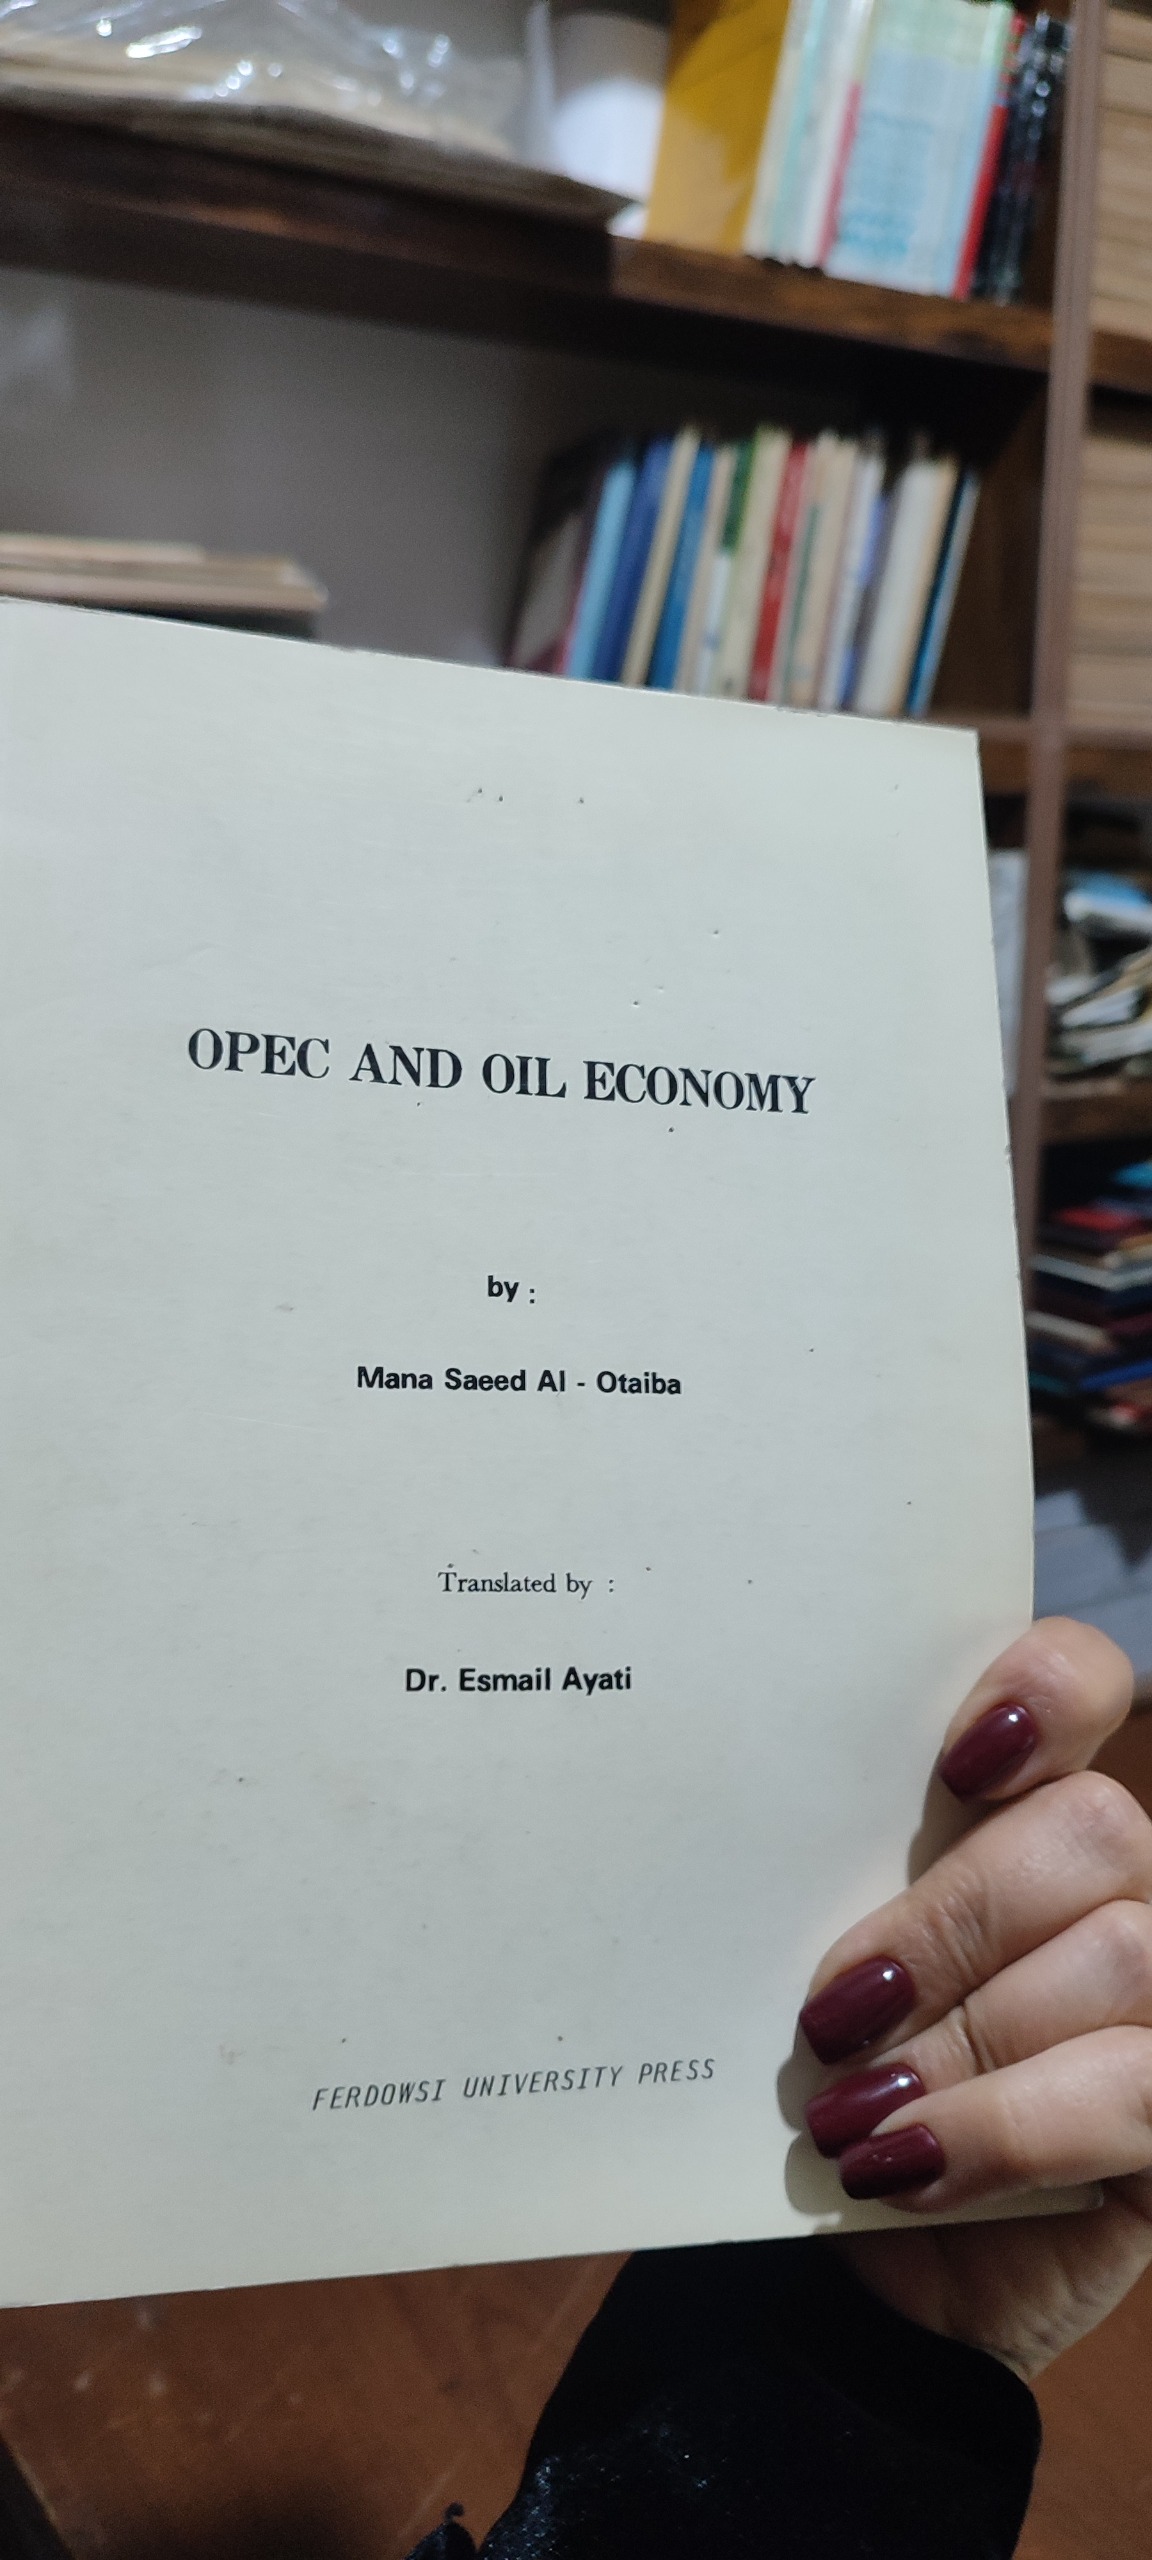 OPEC AND OIL ECONOMY
by :
Mana Saeed Al - Otaiba
Translated by :
Dr. Esmail Ayati
FERDOWSI UNIVERSITY PRESS